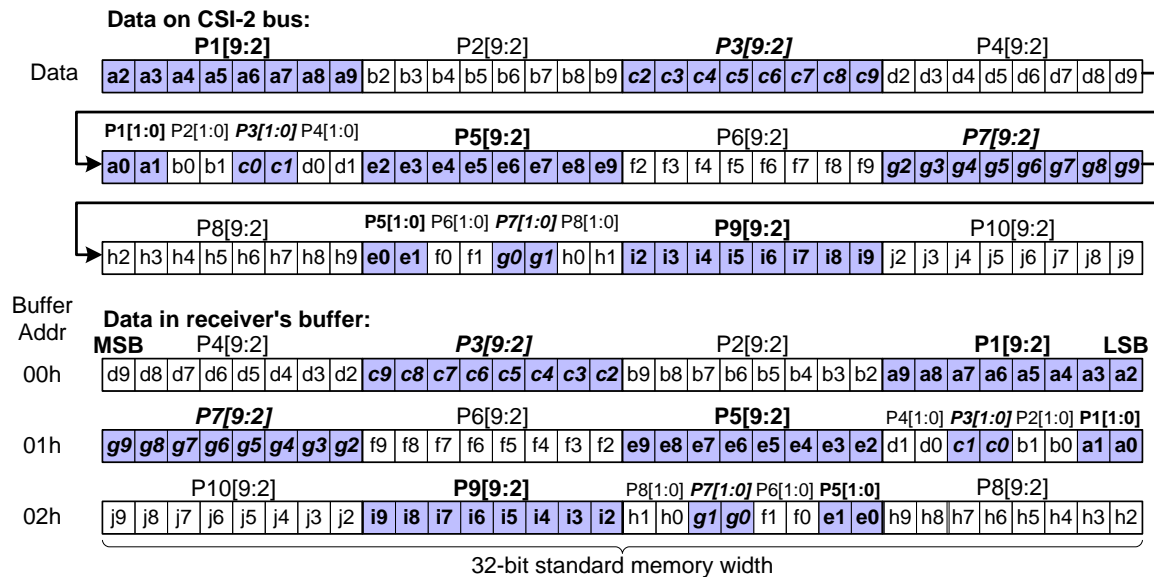 Data on CSI-2 bus:
P1[9:2] P2[9:2] P3[9:2] P4[9:2]
Data a2 a3 a4 a5 a6 a7 a8 a9 b2 b3 b4 b5 b6 b7 b8 b9 c2 c3 c4 c5 c6 c7 c8 c9 d2 d3 d4 d5 d6 d7 d8 d9
P1[1:0] P2[1:0] P3[1:0] P4[1:0] P5[9:2] P6[9:2] P7[9:2]
a0 a1 b0 b1 c0 c1 d0 d1 e2 e3 e4 e5 e6 e7 e8 e9 f2 f3 f4 f5 f6 f7 f8 f9 g2 g3 g4 g5 g6 g7 g8 g9
P8[9:2] P5[1:0] P6[1:0] P7[1:0] P8[1:0] P9[9:2] P10[9:2]
h2 h3 h4 h5 h6 h7 h8 h9 e0 e1 f0 f1 g0 g1 h0 h1 i2 i3 i4 i5 i6 i7 i8 i9 j2 j3 j4 j5 j6 j7 j8 j9
Buffer
Addr
Data in receiver's buffer:
MSB P4[9:2] P3[9:2] P2[9:2] P1[9:2] LSB
00h d9 d8 d7 d6 d5 d4 d3 d2 c9 c8 c7 c6 c5 c4 c3 c2 b9 b8 b7 b6 b5 b4 b3 b2 a9 a8 a7 a6 a5 a4 a3 a2
P7[9:2] P6[9:2] P5[9:2] P4[1:0] P3[1:0] P2[1:0] P1[1:0]
01h g9 g8 g7 g6 g5 g4 g3 g2 f9 f8 f7 f6 f5 f4 f3 f2 e9 e8 e7 e6 e5 e4 e3 e2 d1 d0 c1 c0 b1 b0 a1 a0
P10[9:2] P9[9:2] P8[1:0] P7[1:0] P6[1:0] P5[1:0] P8[9:2]
02h j9 j8 j7 j6 j5 j4 j3 j2 i9 i8 i7 i6 i5 i4 i3 i2 h1 h0 g1 g0 f1 f0 e1 e0 h9 h8 h7 h6 h5 h4 h3 h2
32-bit standard memory width